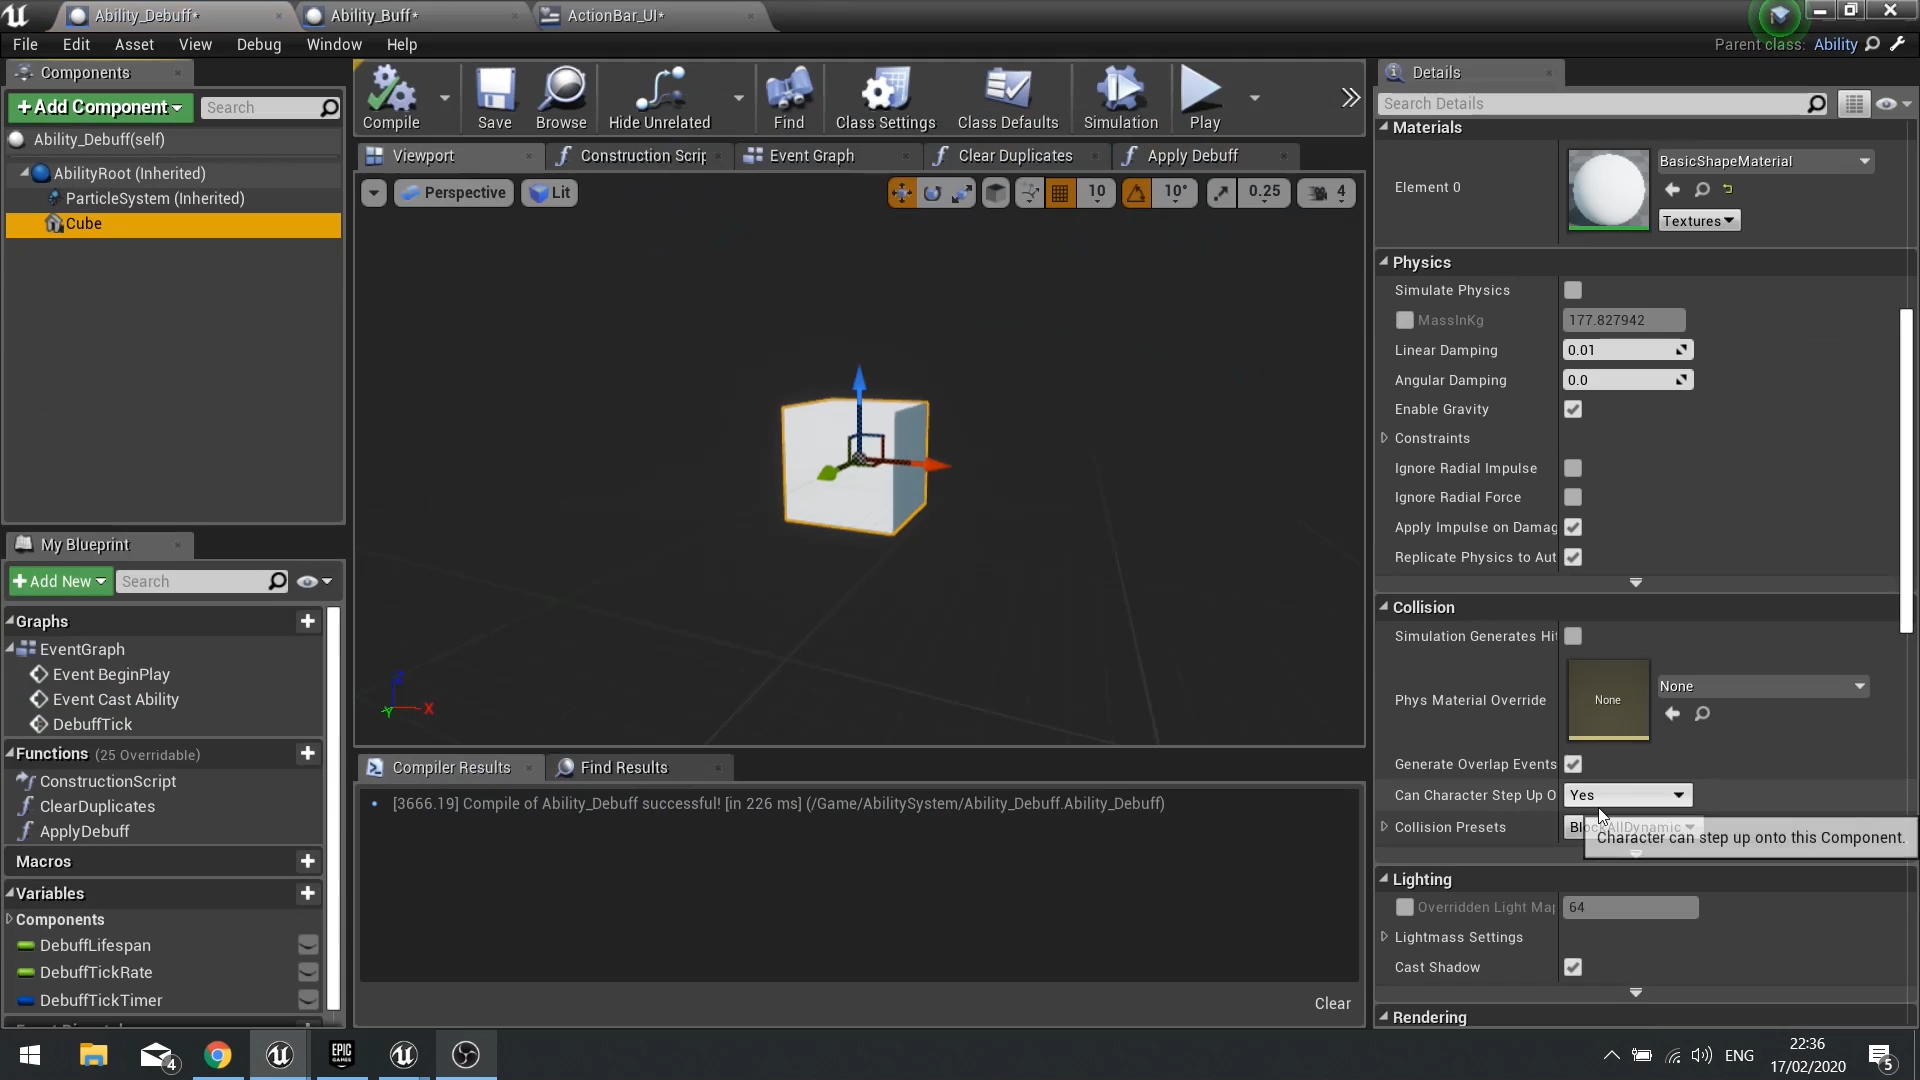 Ability_Debuff*
Ability_Buff*
ActionBar_UI*
File
Edit
Asset
View
Debug
Window
Help
Parent class: Ability
Components
+Add Component
Search
Ability_Debuff(self)
AbilityRoot (Inherited)
ParticleSystem (Inherited)
Cube
My Blueprint
+Add New
Search
Graphs
EventGraph
Event BeginPlay
Event Cast Ability
DebuffTick
Functions (25 Overridable)
ConstructionScript
ClearDuplicates
ApplyDebuff
Macros
Variables
Components
DebuffLifespan
DebuffTickRate
DebuffTickTimer
Compile
Save
Browse
Hide Unrelated
Find
Class Settings
Class Defaults
Simulation
Play
Viewport
Construction Scrip
Event Graph
Clear Duplicates
Apply Debuff
Perspective
Lit
10
10°
0.25
4
Z
Y
X
Compiler Results
Find Results
[3666.19] Compile of Ability_Debuff successful! [in 226 ms] (/Game/AbilitySystem/Ability_Debuff.Ability_Debuff)
Clear
Details
Search Details
Materials
Element 0
BasicShapeMaterial
Textures
Physics
Simulate Physics
MassInKg
177.827942
Linear Damping
0.01
Angular Damping
0.0
Enable Gravity
Constraints
Ignore Radial Impulse
Ignore Radial Force
Apply Impulse on Damag
Replicate Physics to Aut
Collision
Simulation Generates Hit
Phys Material Override
None
None
Generate Overlap Events
Can Character Step Up O
Yes
Collision Presets
BlockAllDynamic
Character can step up onto this Component.
Lighting
Overridden Light Map
64
Lightmass Settings
Cast Shadow
Rendering
4
EPIC
GAMES
ENG
22:36
17/02/2020
5